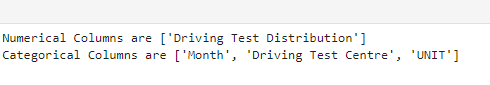 Numerical Columns are ['Driving Test Distribution']
Categorical Columns are ['Month', 'Driving Test Centre', 'UNIT']